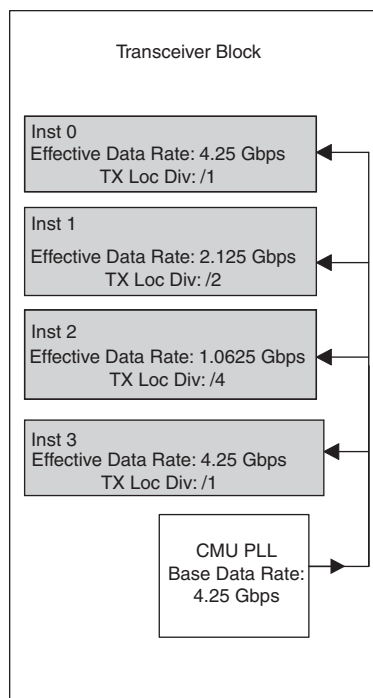 Transceiver Block
Inst 0
Effective Data Rate: 4.25 Gbps
TX Loc Div: /1
Inst 1
Effective Data Rate: 2.125 Gbps
TX Loc Div: /2
Inst 2
Effective Data Rate: 1.0625 Gbps
TX Loc Div: /4
Inst 3
Effective Data Rate: 4.25 Gbps
TX Loc Div: /1
CMU PLL
Base Data Rate:
4.25 Gbps